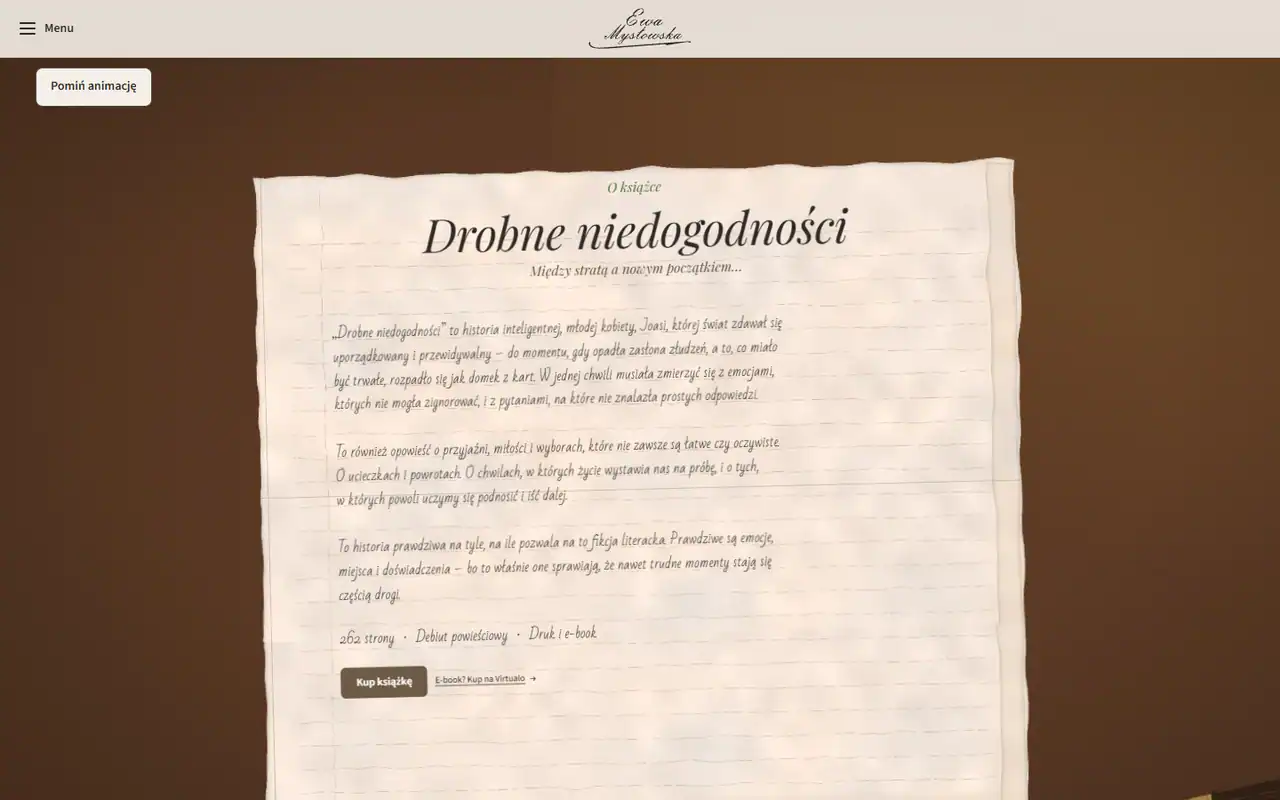 Menu
Ewa
Mysłowska
Pomiń animację
O książce
Drobne niedogodności
Między stratą a nowym początkiem...
„Drobne niedogodności” to historia inteligentnej, młodej kobiety, Joasi, której świat zdawał się
uporządkowany i przewidywalny – do momentu, gdy opadła zasłona złudzeń, a to, co miało
być trwałe, rozpadło się jak domek z kart. W jednej chwili musiała zmierzyć się z emocjami,
których nie mogła zignorować, i z pytaniami, na które nie znalazła prostych odpowiedzi.
To również opowieść o przyjaźni, miłości i wyborach, które nie zawsze są łatwe czy oczywiste.
O ucieczkach i powrotach. O chwilach, w których życie wystawia nas na próbę, i o tych,
w których powoli uczymy się podnosić i iść dalej.
To historia prawdziwa na tyle, na ile pozwala na to fikcja literacka. Prawdziwe są emocje,
miejsca i doświadczenia – bo to właśnie one sprawiają, że nawet trudne momenty stają się
częścią drogi.
262 strony · Debiut powieściowy · Druk i e-book
Kup książkę
E-book? Kup na Virtualo →